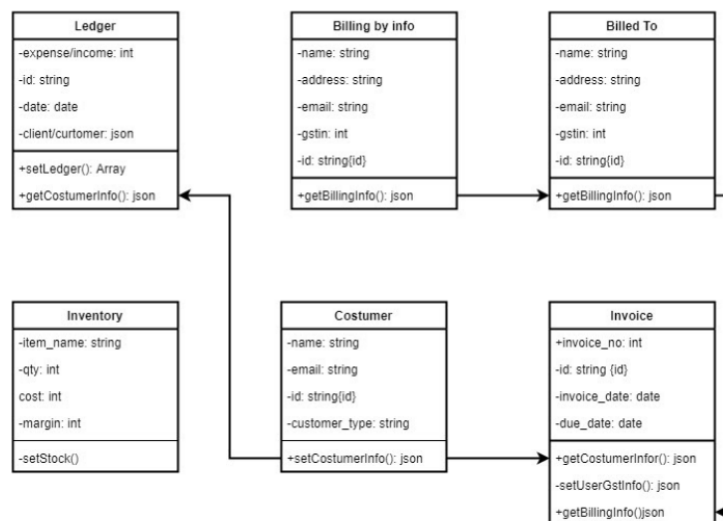 Ledger
-expense/income: int
-id: string
-date: date
-client/curtomer: json
+setLedger(): Array
+getCostumerInfo(): json
Billing by info
-name: string
-address: string
-email: string
-gstin: int
-id: string{id}
+getBillingInfo(): json
Billed To
-name: string
-address: string
-email: string
-gstin: int
-id: string{id}
+getBillingInfo(): json
Inventory
-item_name: string
-qty: int
cost: int
-margin: int
-setStock()
Costumer
-name: string
-email: string
-id: string{id}
-customer_type: string
+setCostumerInfo(): json
Invoice
+invoice_no: int
-id: string {id}
-invoice_date: date
-due_date: date
+getCostumerInfor(): json
-setUserGstInfo(): json
+getBillingInfo()json